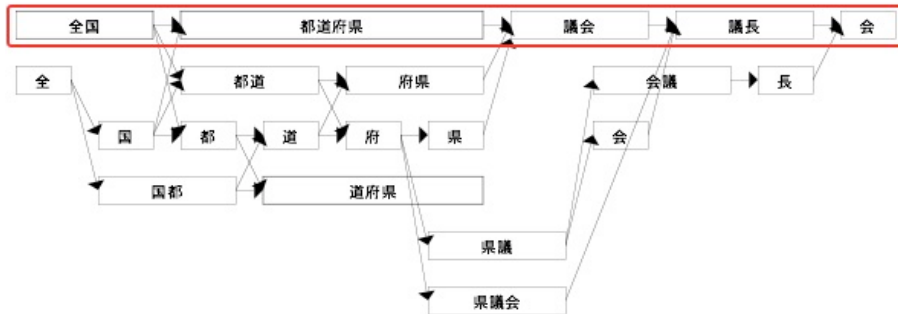 全国 都道府県 議会 議長 会
全 都道 府県 会議 長
国 都 道 府 県 会
国都 道府県
県議
県議会